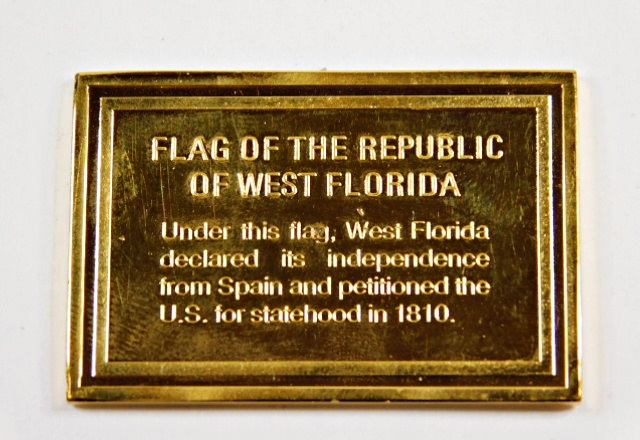 FLAG OF THE REPUBLIC
OF WEST FLORIDA
Under this flag, West Florida
declared its independence
from Spain and petitioned the
U.S. for statehood in 1810.